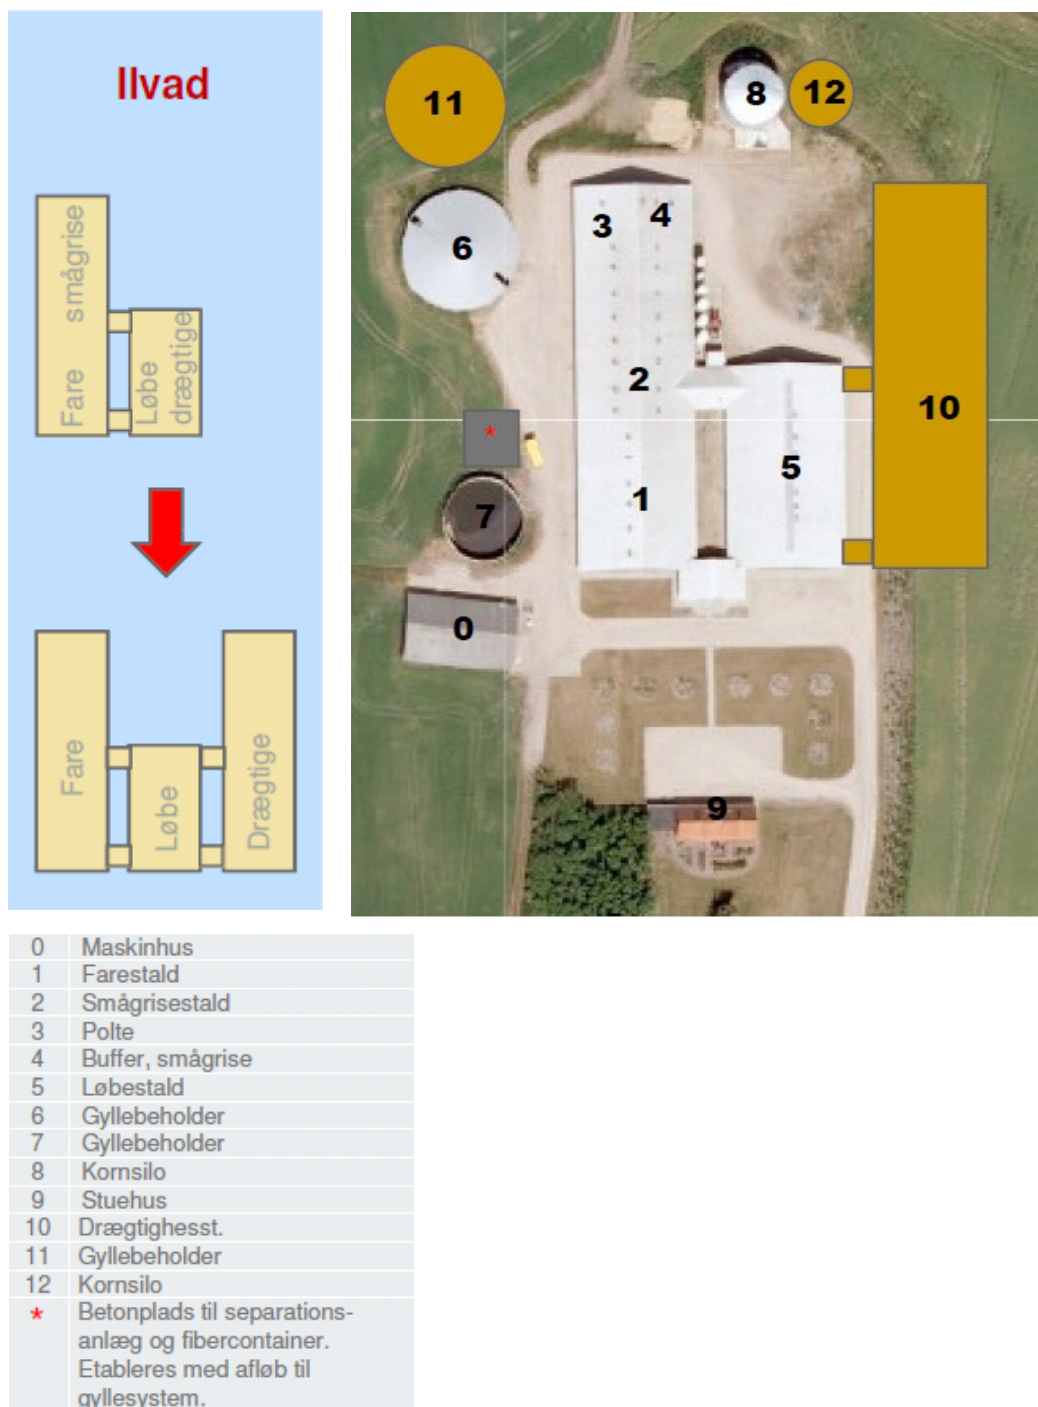 Ilvad
Fare smågrise
Løbe
drægtige
Fare
Løbe
Drægtige
11
8
12
3
4
6
2
10
*
5
1
7
0
9
0 Maskinhus
1 Farestald
2 Smågrisestald
3 Polte
4 Buffer, smågrise
5 Løbestald
6 Gyllebeholder
7 Gyllebeholder
8 Kornsilo
9 Stuehus
10 Drægtighesst.
11 Gyllebeholder
12 Kornsilo
* Betonplads til separations-
anlæg og fibercontainer.
Etableres med afløb til
gyllesystem.